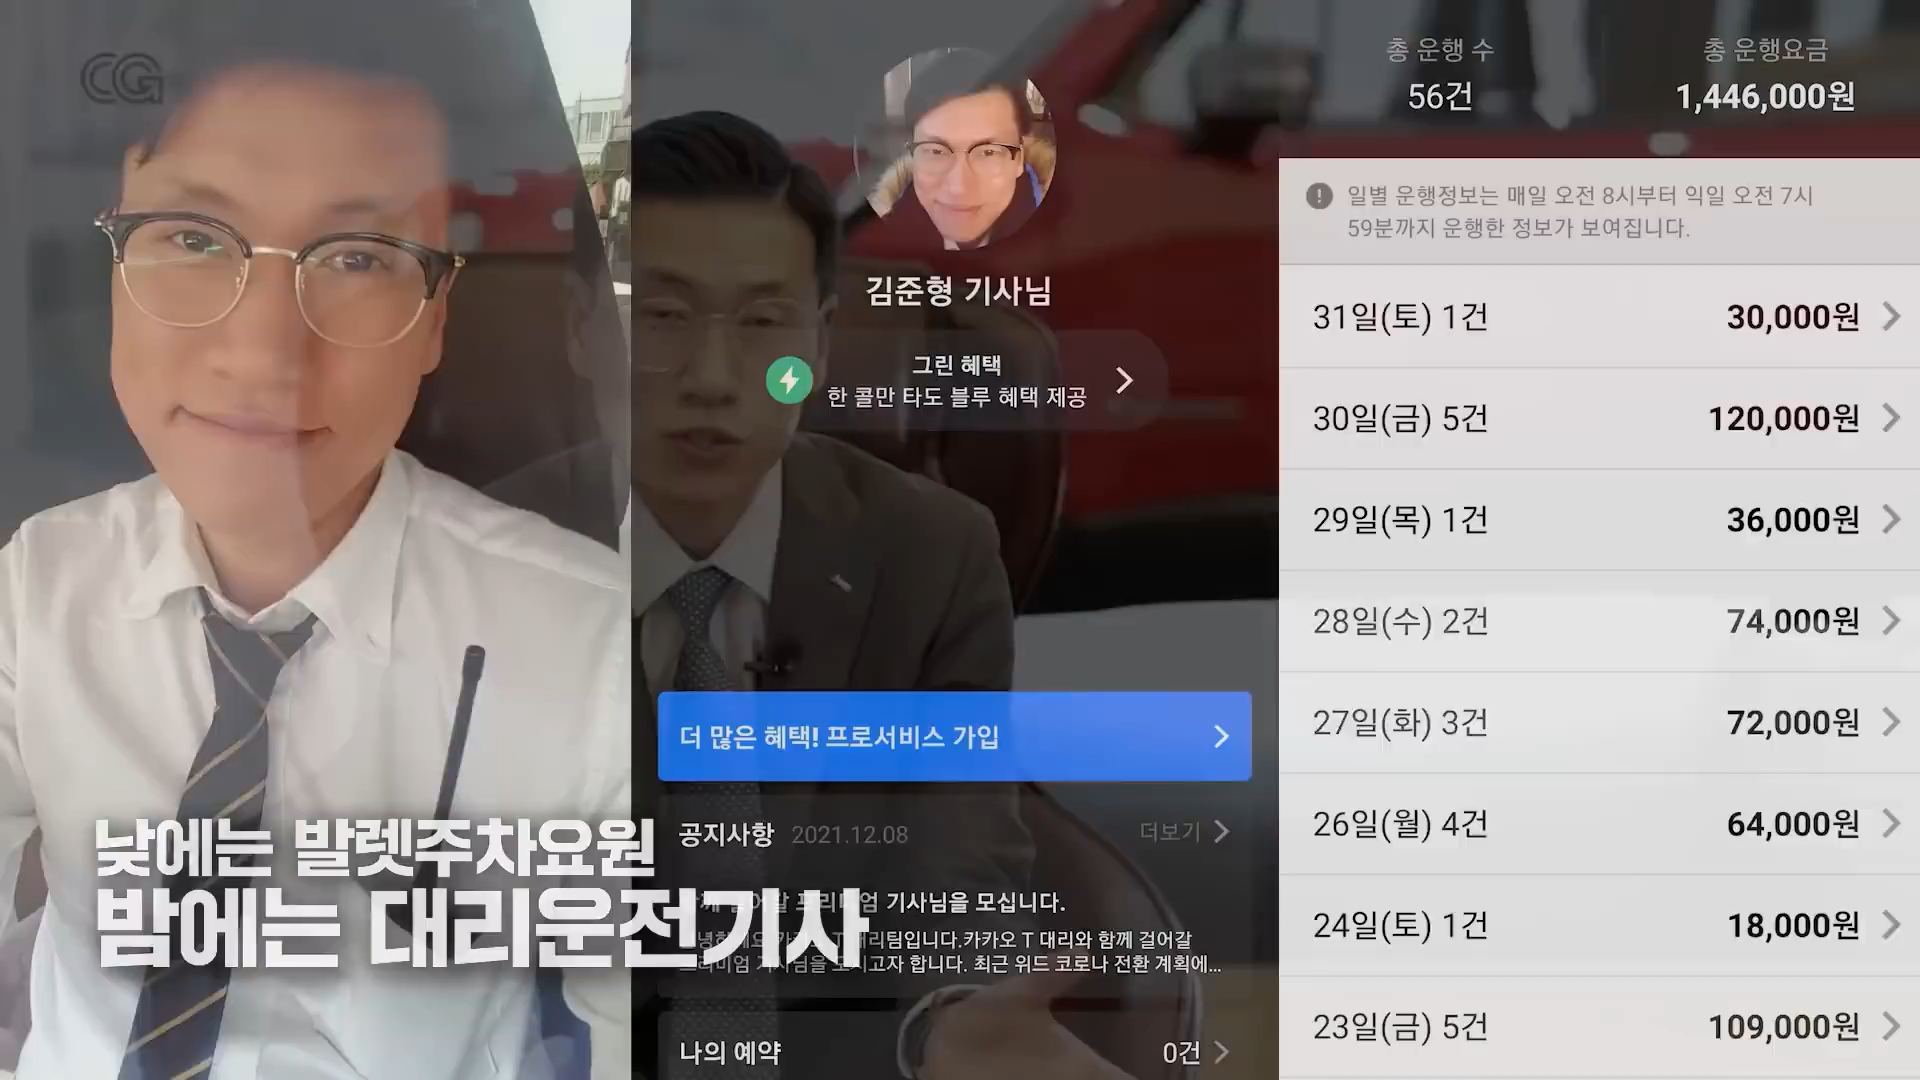 CG
낮에는 발렛주차요원
밤에는 대리운전기사
김준형 기사님
그린 혜택
한 콜만 타도 블루 혜택 제공
더 많은 혜택! 프로서비스 가입
공지사항 2021.12.08 더보기
기사님을 모십니다.
대리팀입니다.카카오 T 대리와 함께 걸어갈
합니다. 최근 위드 코로나 전환 계획에...
나의 예약 0건
총 운행 수 총 운행요금
56건 1,446,000원
일별 운행정보는 매일 오전 8시부터 익일 오전 7시
59분까지 운행한 정보가 보여집니다.
31일(토) 1건 30,000원
30일(금) 5건 120,000원
29일(목) 1건 36,000원
28일(수) 2건 74,000원
27일(화) 3건 72,000원
26일(월) 4건 64,000원
24일(토) 1건 18,000원
23일(금) 5건 109,000원